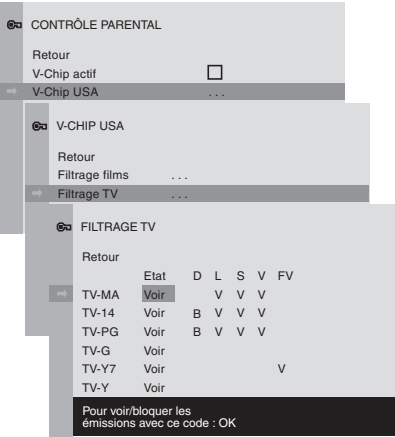 CONTRÔLE PARENTAL
Retour
V-Chip actif
V-Chip USA ...
V-CHIP USA
Retour
Filtrage films ...
Filtrage TV ...
FILTRAGE TV
Retour
Etat D L S V FV
TV-MA Voir V V V
TV-14 Voir B V V V
TV-PG Voir B V V V
TV-G Voir
TV-Y7 Voir V
TV-Y Voir
Pour voir/bloquer les
émissions avec ce code : OK